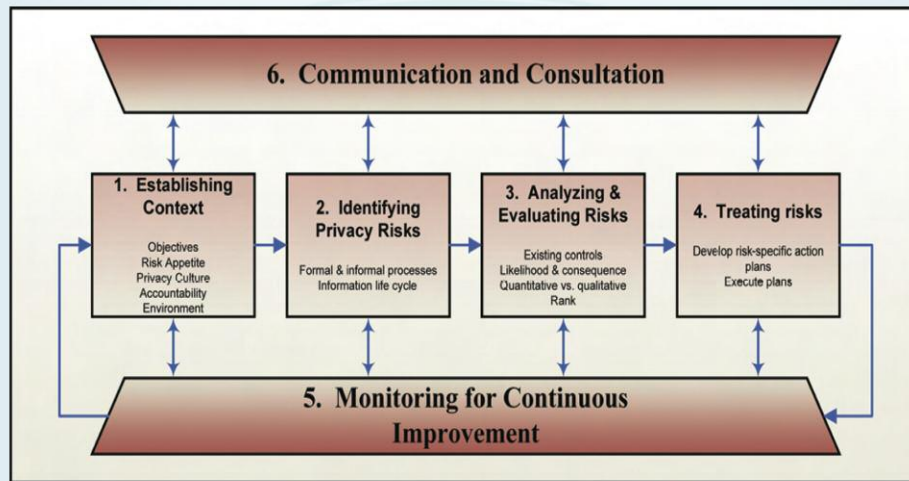 6. Communication and Consultation
1. Establishing
Context
Objectives
Risk Appetite
Privacy Culture
Accountability
Environment
2. Identifying
Privacy Risks
Formal & informal processes
Information life cycle
3. Analyzing &
Evaluating Risks
Existing controls
Likelihood & consequence
Quantitative vs. qualitative
Rank
4. Treating risks
Develop risk-specific action
plans
Execute plans
5. Monitoring for Continuous
Improvement